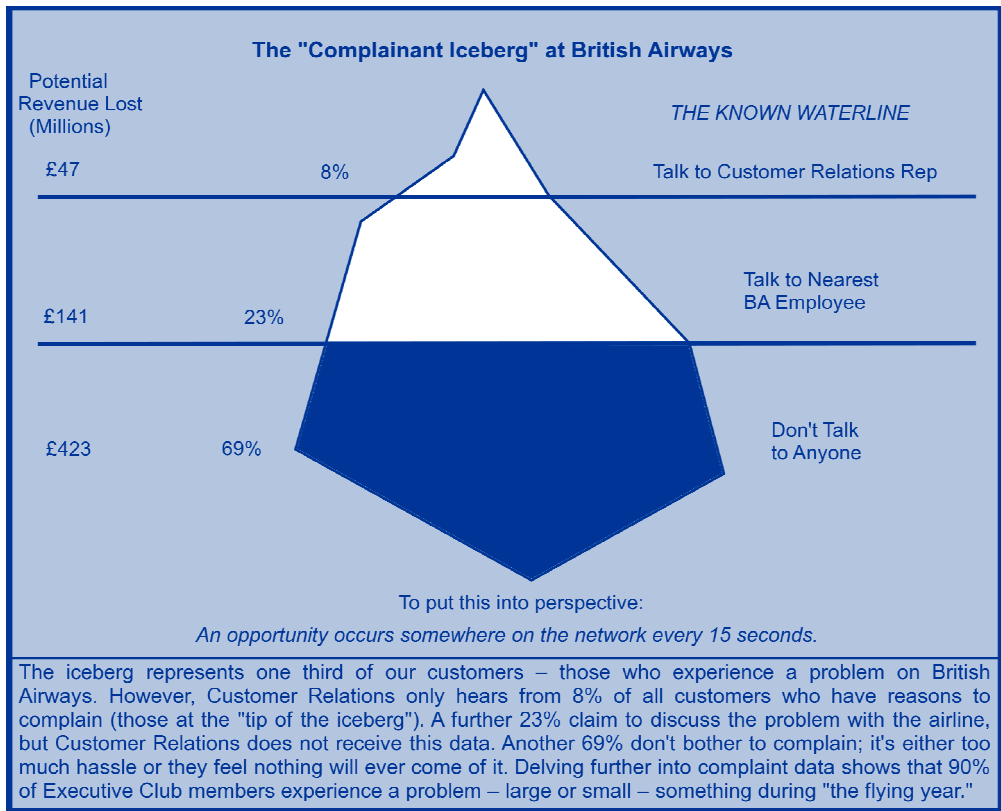 The "Complainant Iceberg" at British Airways
Potential
Revenue Lost
(Millions)
THE KNOWN WATERLINE
£47
8%
Talk to Customer Relations Rep
£141
23%
Talk to Nearest
BA Employee
£423
69%
Don't Talk
to Anyone
To put this into perspective:
An opportunity occurs somewhere on the network every 15 seconds.
The iceberg represents one third of our customers – those who experience a problem on British
Airways. However, Customer Relations only hears from 8% of all customers who have reasons to
complain (those at the "tip of the iceberg"). A further 23% claim to discuss the problem with the airline,
but Customer Relations does not receive this data. Another 69% don't bother to complain; it's either too
much hassle or they feel nothing will ever come of it. Delving further into complaint data shows that 90%
of Executive Club members experience a problem – large or small – something during "the flying year."